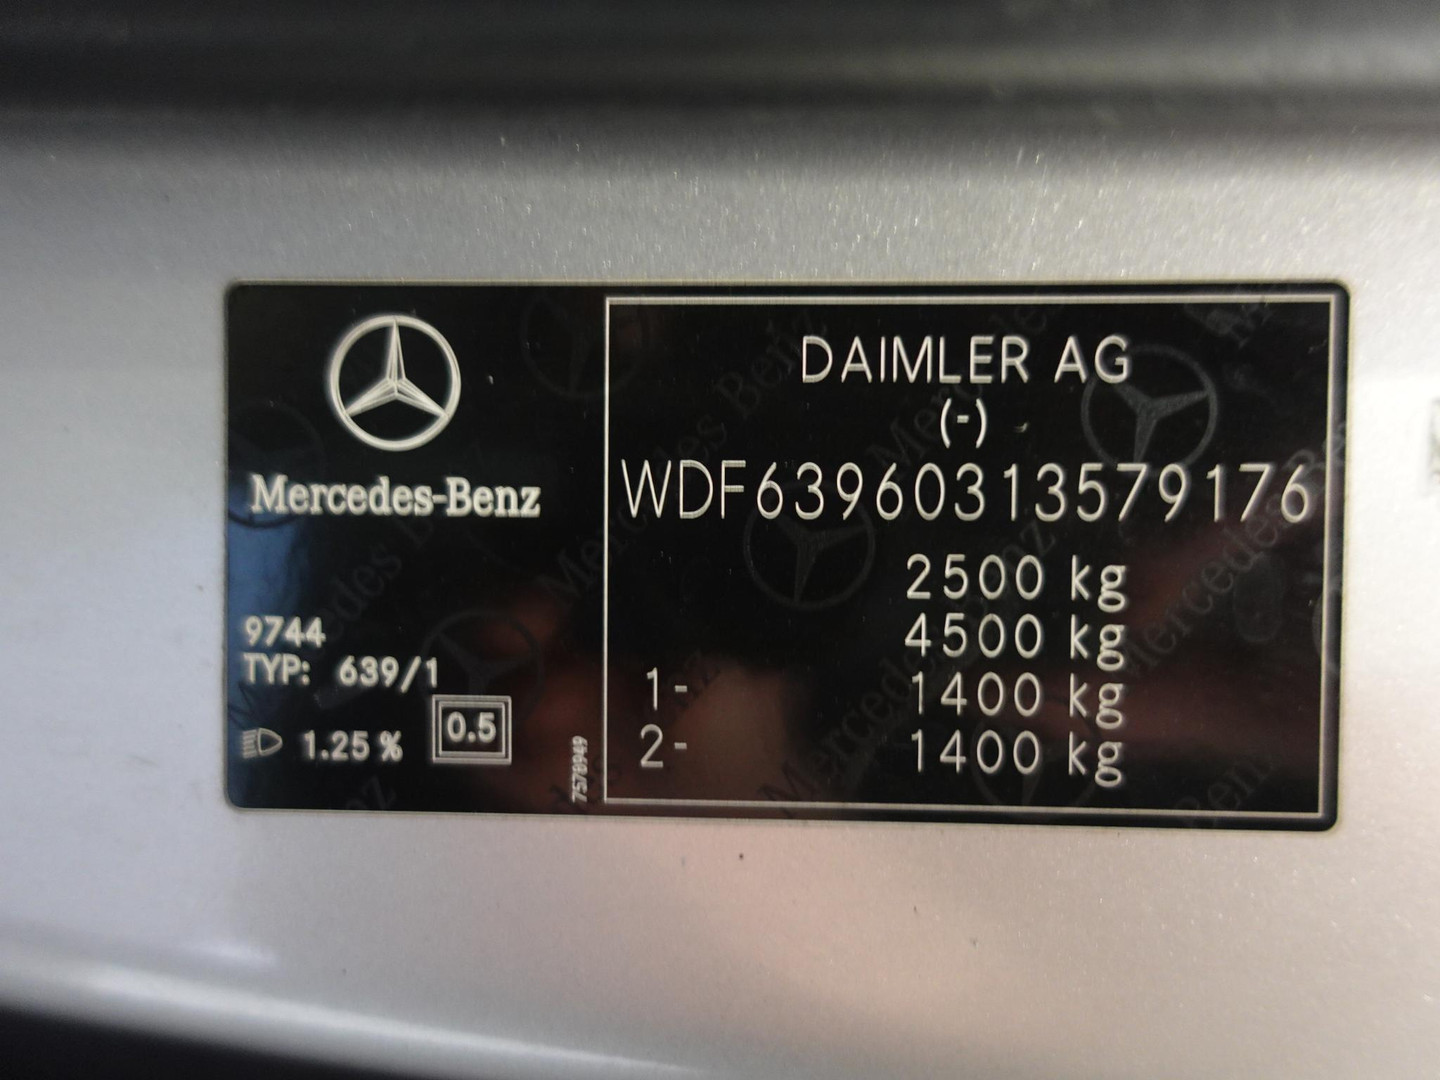 Mercedes-Benz
9744
TYP: 639/1
1.25 %
0.5
7578949
DAIMLER AG
(-)
WDF63960313579176
2500 kg
4500 kg
1- 1400 kg
2- 1400 kg